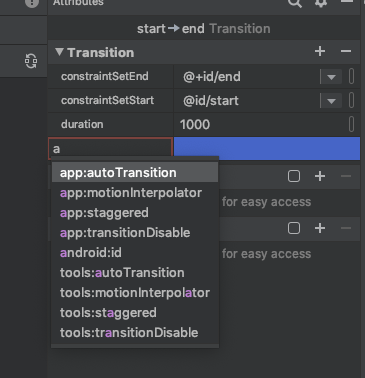 Attributes
start → end Transition
Transition
constraintSetEnd @+id/end
constraintSetStart @id/start
duration 1000
a
app:autoTransition
app:motionInterpolator
app:staggered
for easy access
app:transitionDisable
android:id
for easy access
tools:autoTransition
tools:motionInterpolator
tools:staggered
tools:transitionDisable